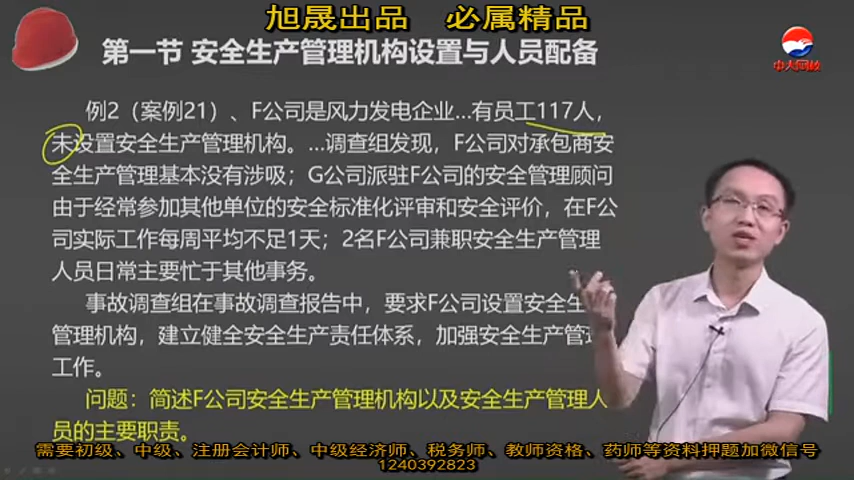 旭晟出品 必属精品
第一节 安全生产管理机构设置与人员配备
中大网校
例2（案例21）、F公司是风力发电企业…有员工117人，
未设置安全生产管理机构。…调查组发现，F公司对承包商安
全生产管理基本没有涉吸；G公司派驻F公司的安全管理顾问
由于经常参加其他单位的安全标准化评审和安全评价，在F公
司实际工作每周平均不足1天；2名F公司兼职安全生产管理
人员日常主要忙于其他事务。
事故调查组在事故调查报告中，要求F公司设置安全生
管理机构，建立健全安全生产责任体系，加强安全生产管理
工作。
问题：简述F公司安全生产管理机构以及安全生产管理人
员的主要职责。
需要初级、中级、注册会计师、中级经济师、税务师、教师资格、药师等资料押题加微信号
1240392823